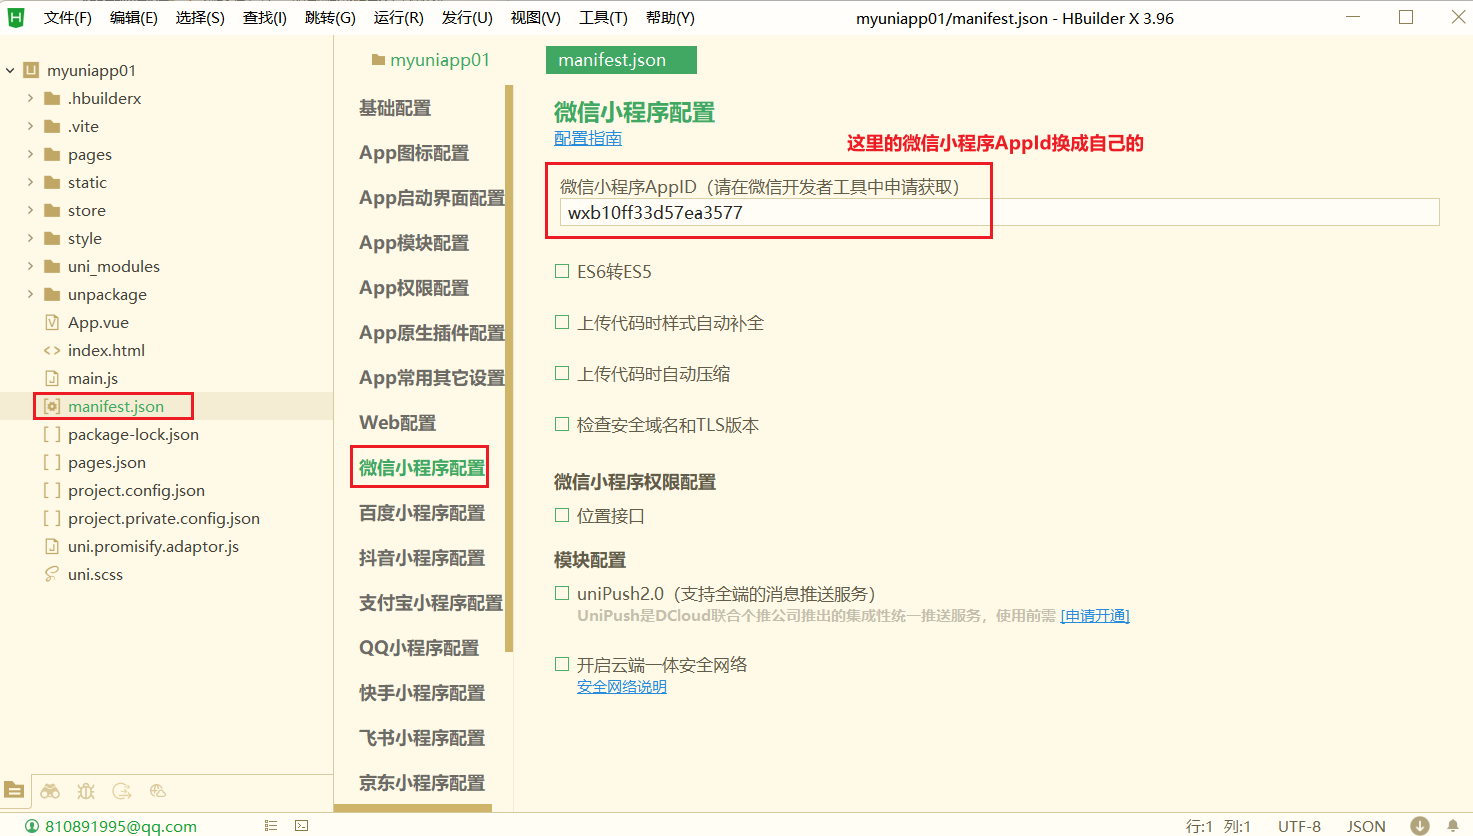 文件(F) 编辑(E) 选择(S) 查找(I) 跳转(G) 运行(R) 发行(U) 视图(V) 工具(T) 帮助(Y) myuniapp01/manifest.json - HBuilder X 3.96
myuniapp01
.hbuilderx
.vite
pages
static
store
style
uni_modules
unpackage
App.vue
index.html
main.js
manifest.json
package-lock.json
pages.json
project.config.json
project.private.config.json
uni.promisify.adaptor.js
uni.scss
myuniapp01
manifest.json
基础配置
App图标配置
App启动界面配置
App模块配置
App权限配置
App原生插件配置
App常用其它设置
Web配置
微信小程序配置
百度小程序配置
抖音小程序配置
支付宝小程序配置
QQ小程序配置
快手小程序配置
飞书小程序配置
京东小程序配置
微信小程序配置
配置指南
这里的微信小程序AppId换成自己的
微信小程序AppID（请在微信开发者工具中申请获取）
wxb10ff33d57ea3577
ES6转ES5
上传代码时样式自动补全
上传代码时自动压缩
检查安全域名和TLS版本
微信小程序权限配置
位置接口
模块配置
uniPush2.0（支持全端的消息推送服务）
UniPush是DCloud联合个推公司推出的集成性统一推送服务，使用前需 [申请开通]
开启云端一体安全网络
安全网络说明
810891995@qq.com
行:1 列:1 UTF-8 JSON